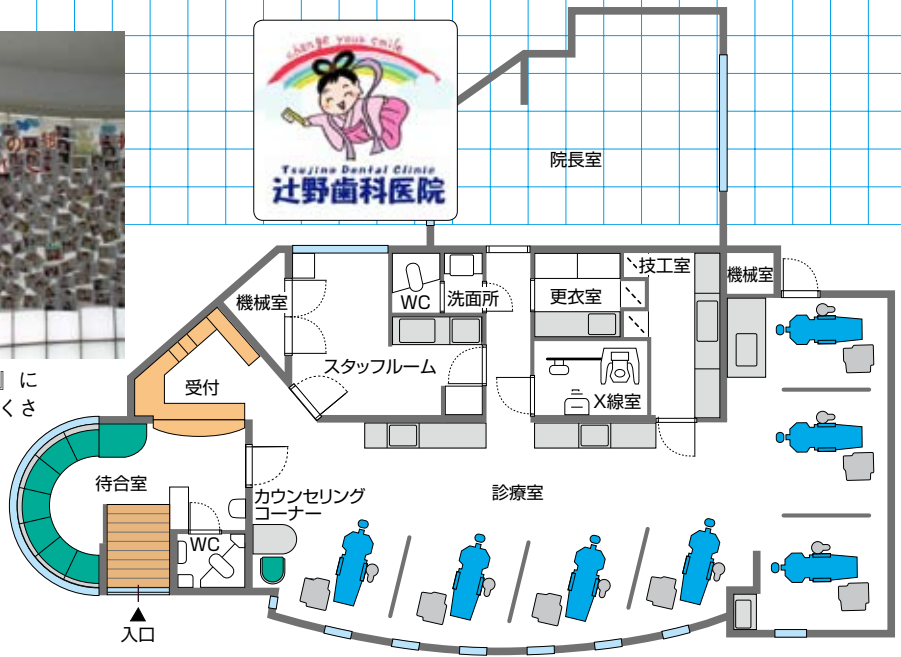 change your smile
Tsujino Dental Clinic
辻野歯科医院
院長室
技工室
機械室
機械室
WC
洗面所
更衣室
スタッフルーム
X線室
受付
』に
くさ
待合室
カウンセリング
コーナー
診療室
WC
入口